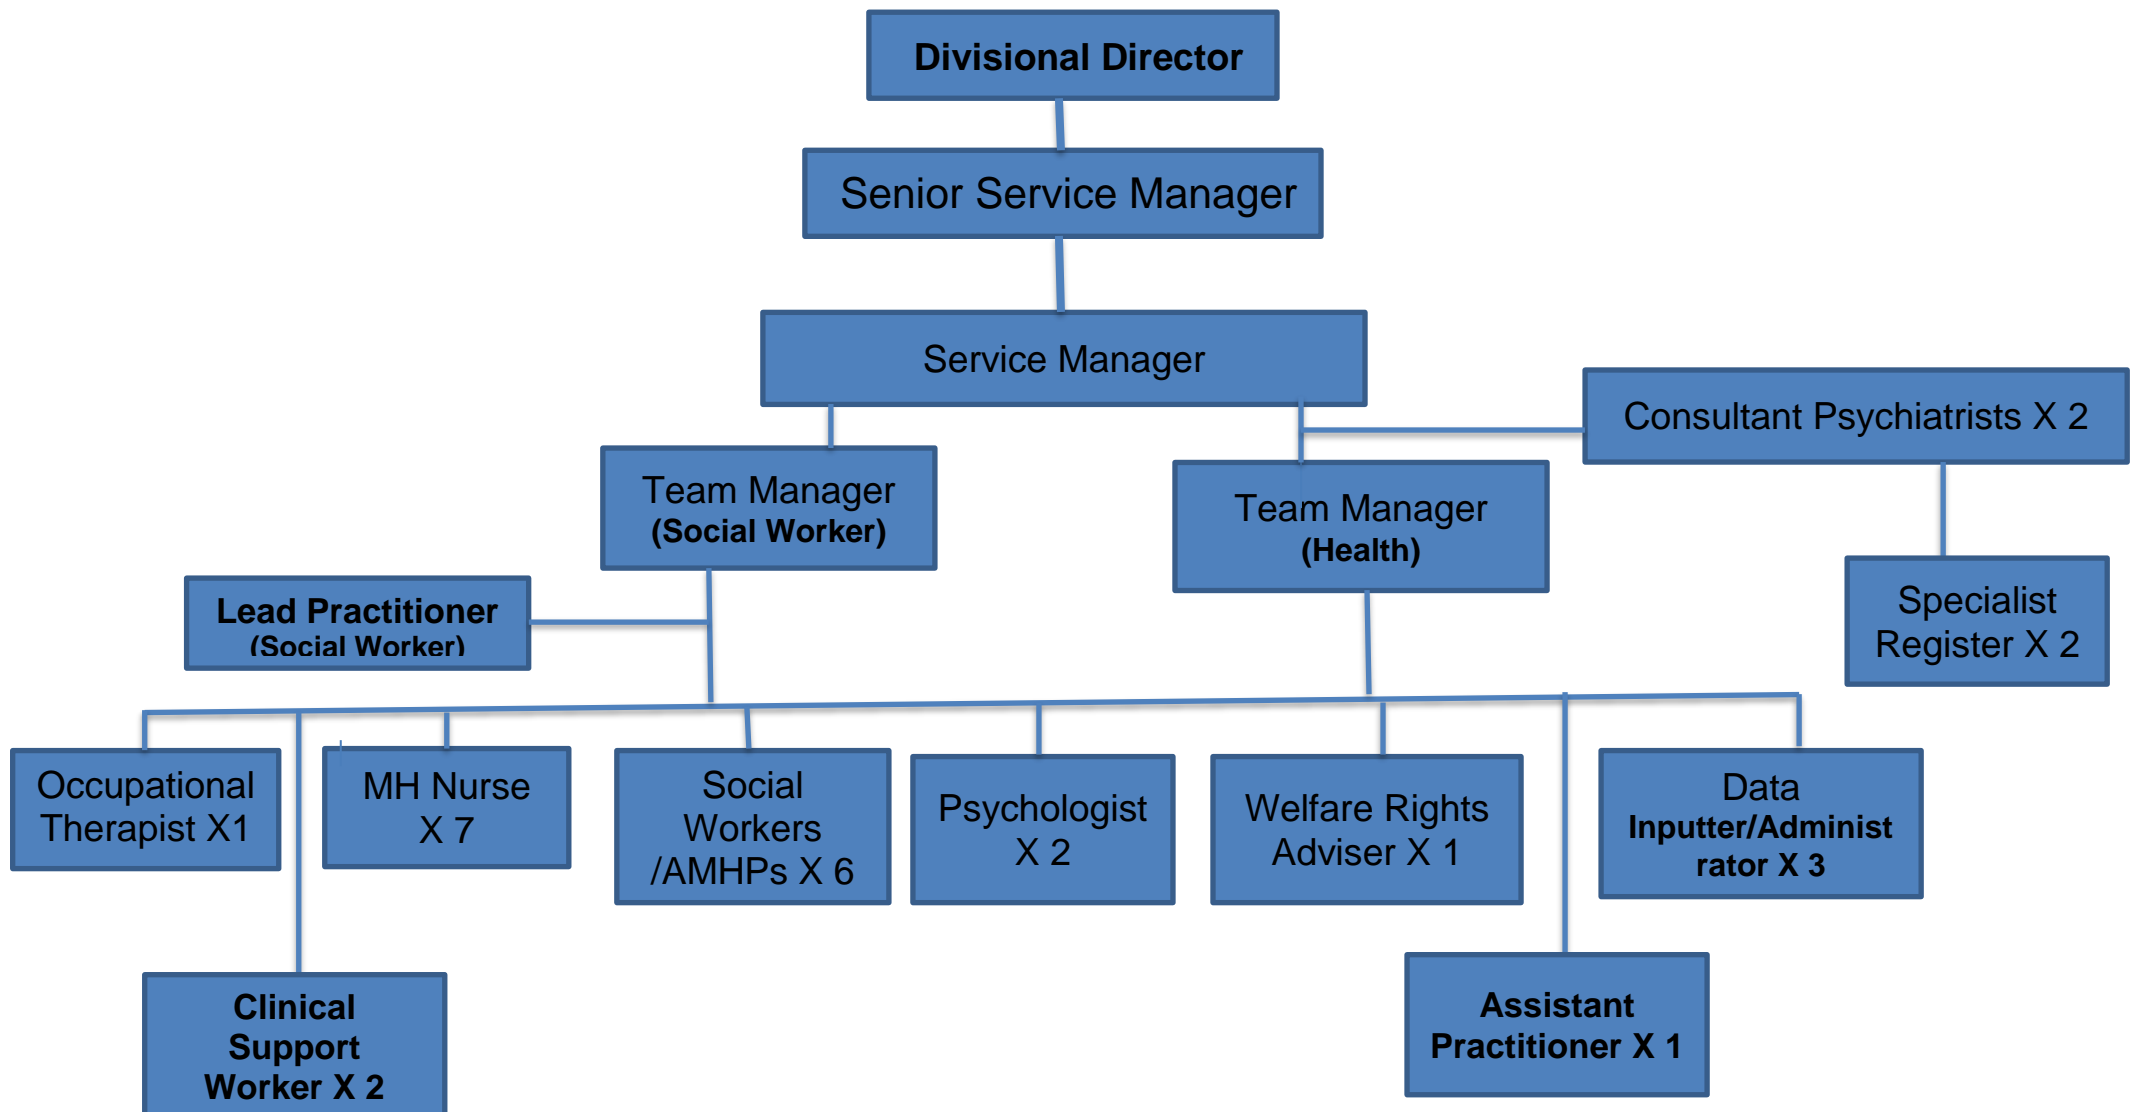 Divisional Director
Senior Service Manager
Service Manager
Consultant Psychiatrists X 2
Team Manager
(Social Worker)
Team Manager
(Health)
Lead Practitioner
(Social Worker)
Specialist
Register X 2
Occupational
Therapist X1
MH Nurse
X 7
Social
Workers
/AMHPs X 6
Psychologist
X 2
Welfare Rights
Adviser X 1
Data
Inputter/Administ
rator X 3
Clinical
Support
Worker X 2
Assistant
Practitioner X 1